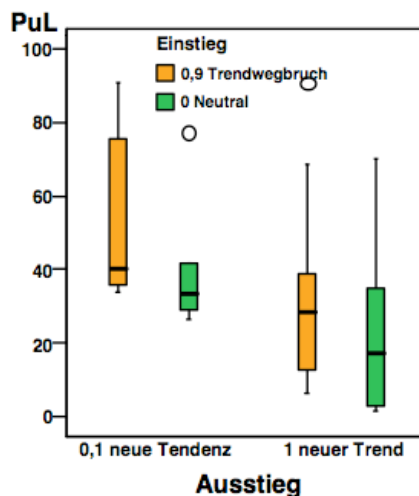 PuL
100
80
60
40
20
0
Einstieg
0,9 Trendwegbruch
0 Neutral
0,1 neue Tendenz
1 neuer Trend
Ausstieg